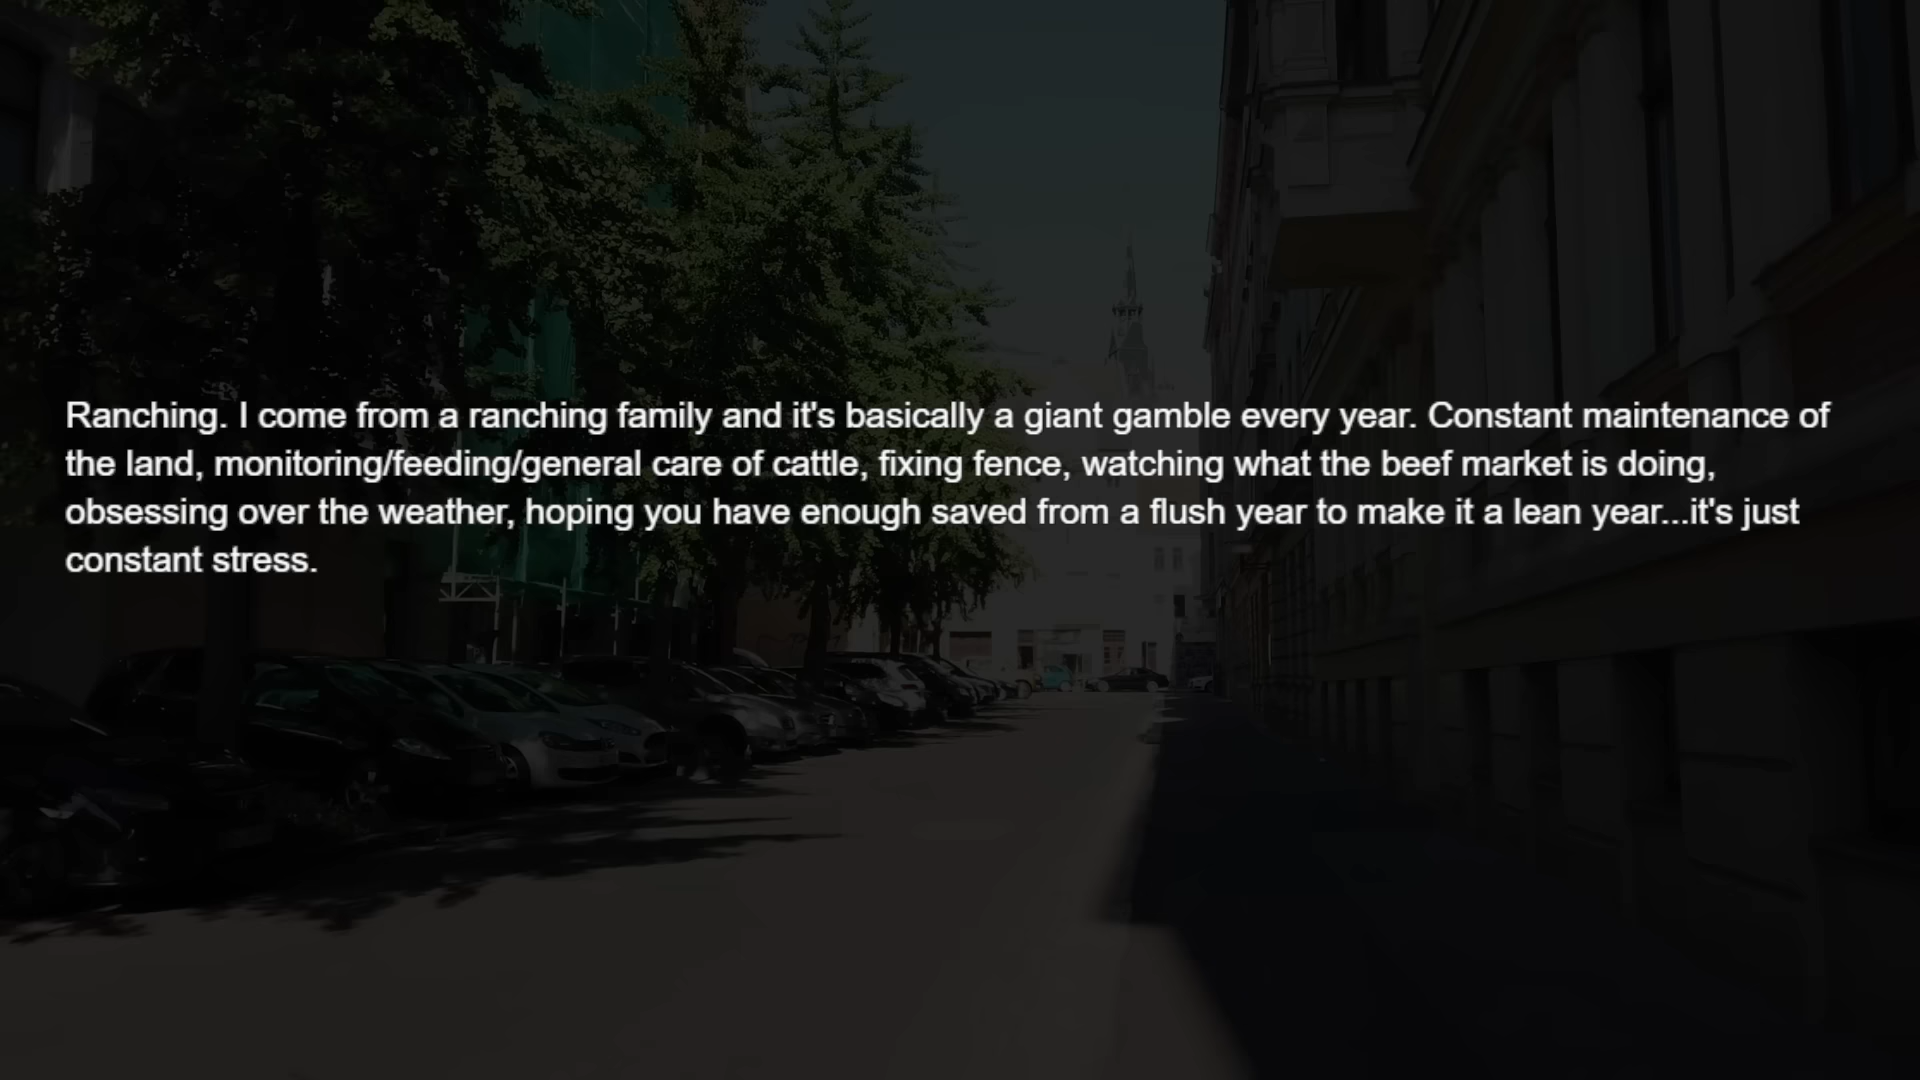 Ranching. I come from a ranching family and it's basically a giant gamble every year. Constant maintenance of
the land, monitoring/feeding/general care of cattle, fixing fence, watching what the beef market is doing,
obsessing over the weather, hoping you have enough saved from a flush year to make it a lean year...it's just
constant stress.